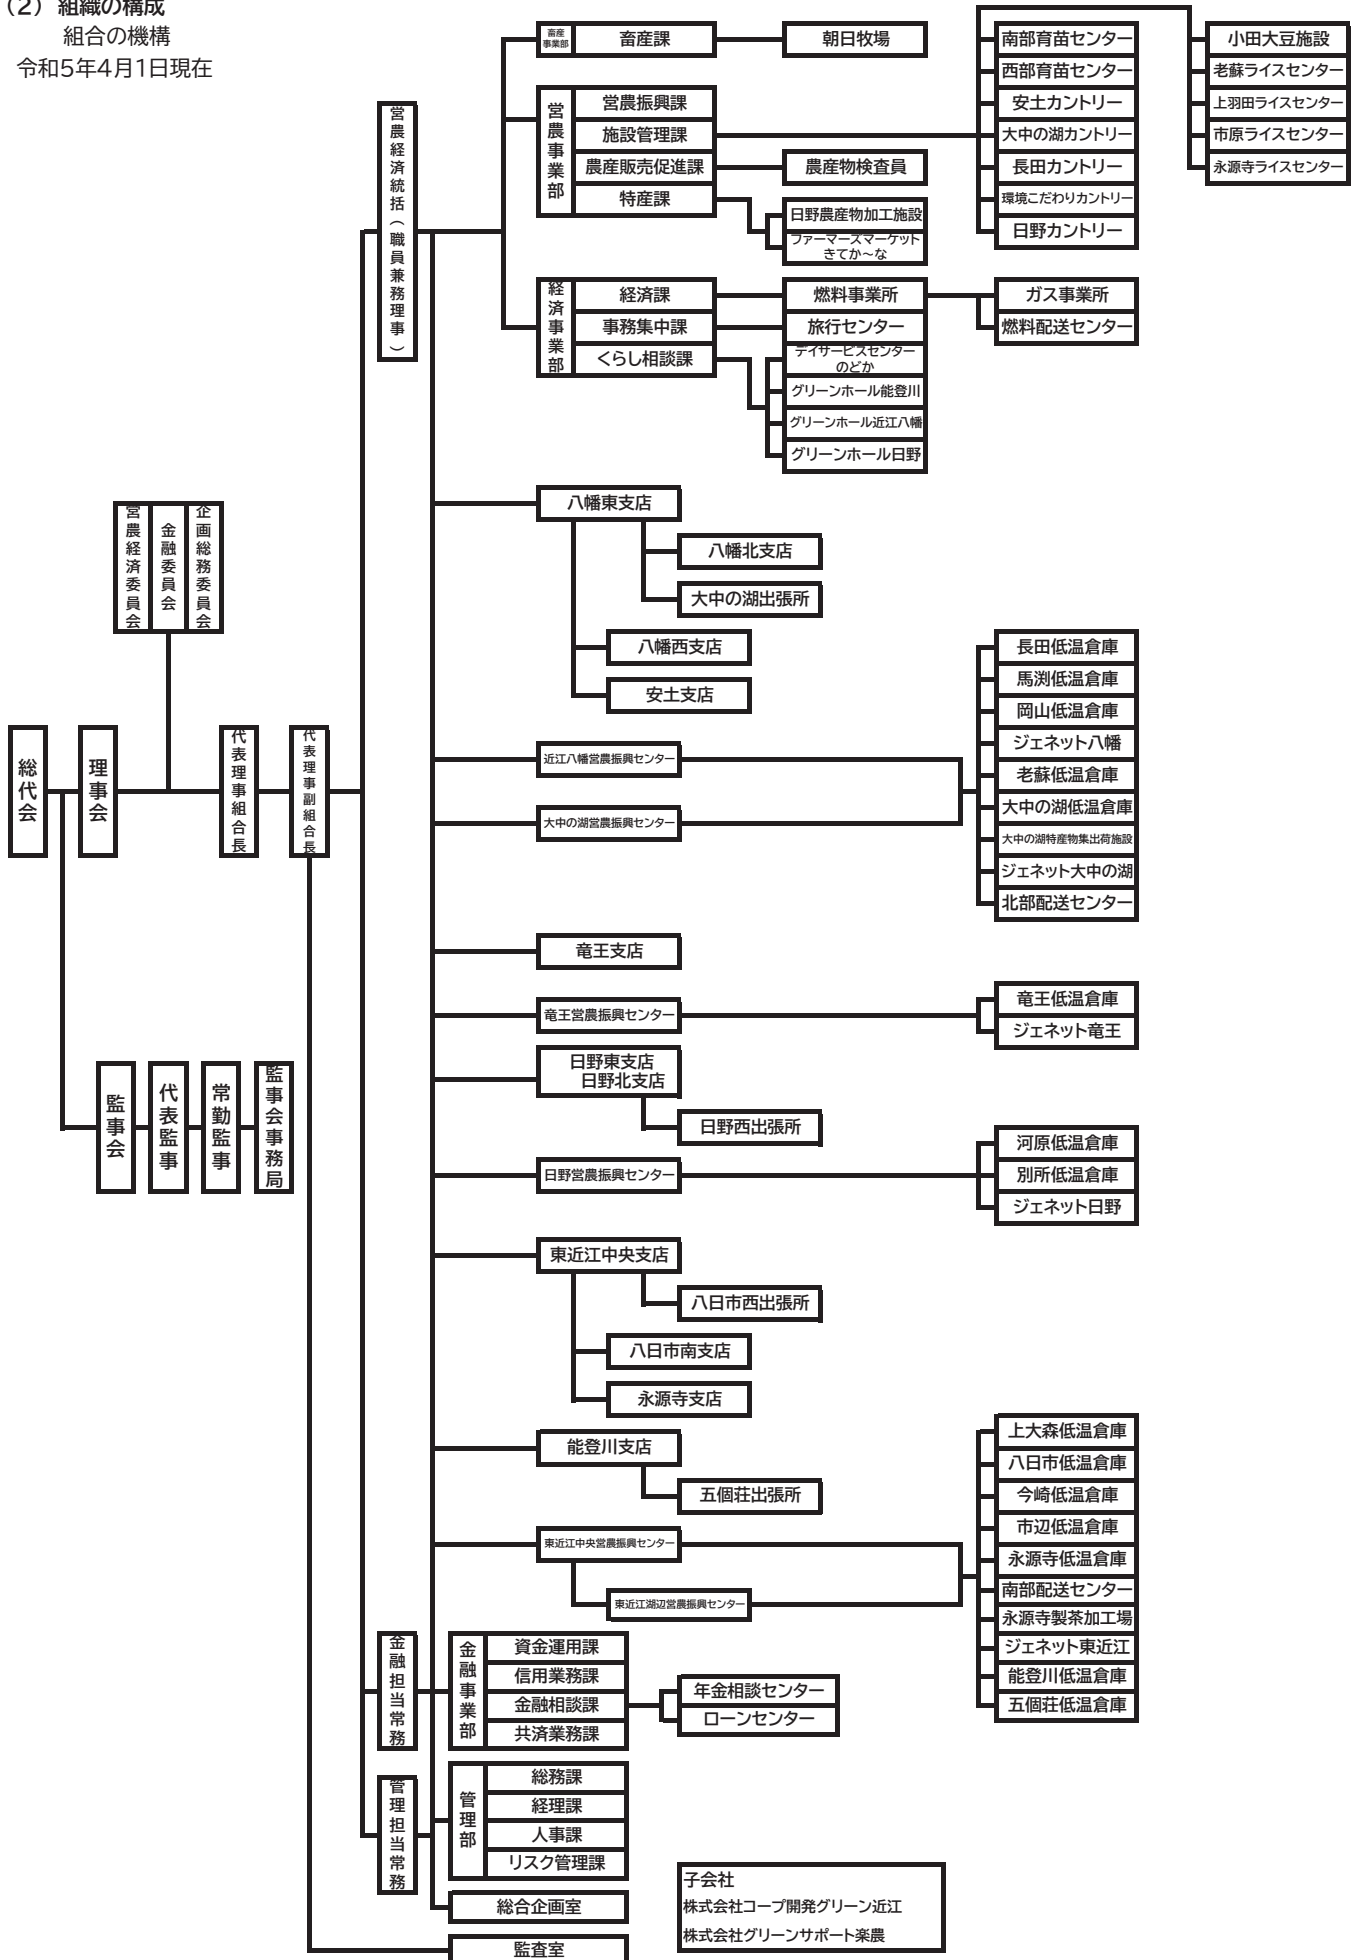 （2）組織の構成
組合の機構
令和5年4月1日現在
総代会
理事会
営農経済委員会
金融委員会
企画総務委員会
代表理事組合長
代表理事副組合長
監事会
代表監事
常勤監事
監事会事務局
営農経済統括（職員兼務理事）
畜産
事業部
畜産課
朝日牧場
営農事業部
営農振興課
施設管理課
農産販売促進課
特産課
農産物検査員
日野農産物加工施設
ファーマーズマーケット
きてか～な
南部育苗センター
西部育苗センター
安土カントリー
大中の湖カントリー
長田カントリー
環境こだわりカントリー
日野カントリー
小田大豆施設
老蘇ライスセンター
上羽田ライスセンター
市原ライスセンター
永源寺ライスセンター
経済事業部
経済課
事務集中課
くらし相談課
燃料事業所
旅行センター
デイサービスセンター
のどか
グリーンホール能登川
グリーンホール近江八幡
グリーンホール日野
ガス事業所
燃料配送センター
八幡東支店
八幡北支店
大中の湖出張所
八幡西支店
安土支店
近江八幡営農振興センター
大中の湖営農振興センター
長田低温倉庫
馬渕低温倉庫
岡山低温倉庫
ジェネット八幡
老蘇低温倉庫
大中の湖低温倉庫
大中の湖特産物集出荷施設
ジェネット大中の湖
北部配送センター
竜王支店
竜王営農振興センター
竜王低温倉庫
ジェネット竜王
日野東支店
日野北支店
日野西出張所
日野営農振興センター
河原低温倉庫
別所低温倉庫
ジェネット日野
東近江中央支店
八日市西出張所
八日市南支店
永源寺支店
能登川支店
五個荘出張所
東近江中央営農振興センター
東近江湖辺営農振興センター
上大森低温倉庫
八日市低温倉庫
今崎低温倉庫
市辺低温倉庫
永源寺低温倉庫
南部配送センター
永源寺製茶加工場
ジェネット東近江
能登川低温倉庫
五個荘低温倉庫
金融担当常務
金融事業部
資金運用課
信用業務課
金融相談課
共済業務課
年金相談センター
ローンセンター
管理担当常務
管理部
総務課
経理課
人事課
リスク管理課
総合企画室
監査室
子会社
株式会社コープ開発グリーン近江
株式会社グリーンサポート楽農